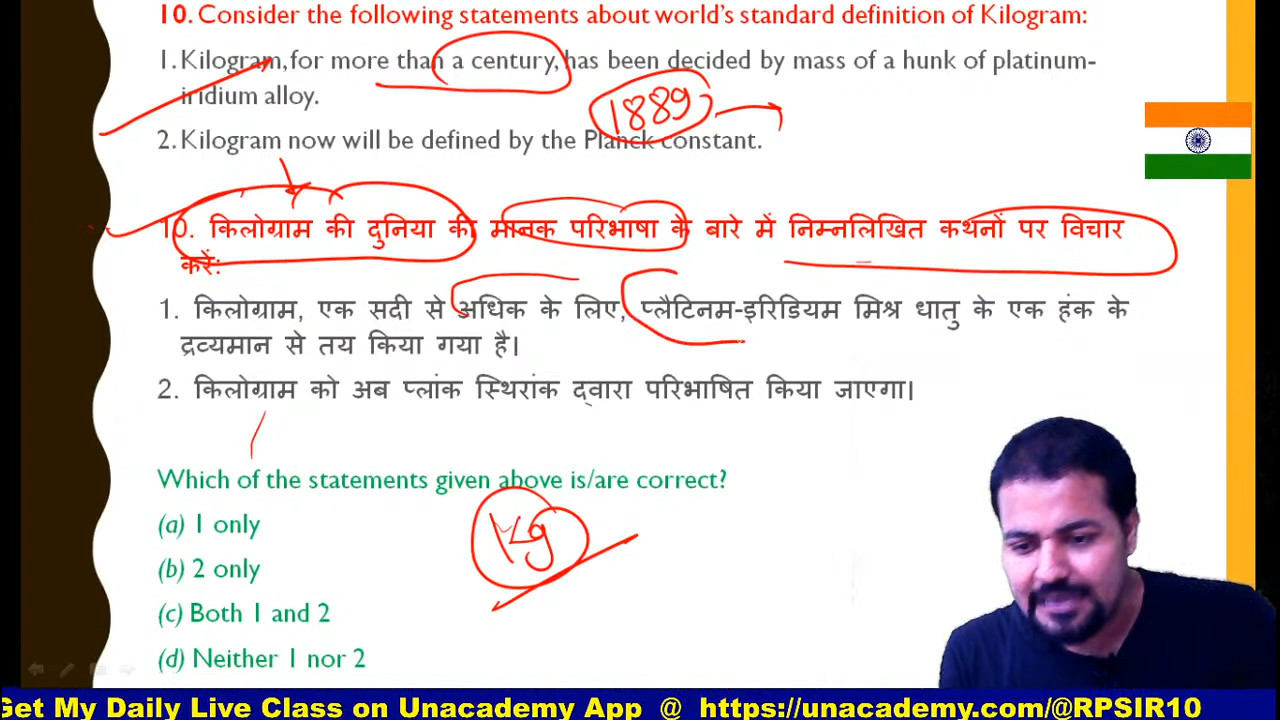 10. Consider the following statements about world's standard definition of Kilogram:
1. Kilogram, for more than a century, has been decided by mass of a hunk of platinum-
iridium alloy.
1889
2. Kilogram now will be defined by the Planck constant.
10. किलोग्राम की दुनिया की मानक परिभाषा के बारे में निम्नलिखित कथनों पर विचार
करें:
1. किलोग्राम, एक सदी से अधिक के लिए, प्लैटिनम-इरिडियम मिश्र धातु के एक हंक के
द्रव्यमान से तय किया गया है।
2. किलोग्राम को अब प्लांक स्थिरांक द्वारा परिभाषित किया जाएगा।
Which of the statements given above is/are correct?
(a) 1 only
Kg
(b) 2 only
(c) Both 1 and 2
(d) Neither 1 nor 2
Get My Daily Live Class on Unacademy App @ https://unacademy.com/@RPSIR10